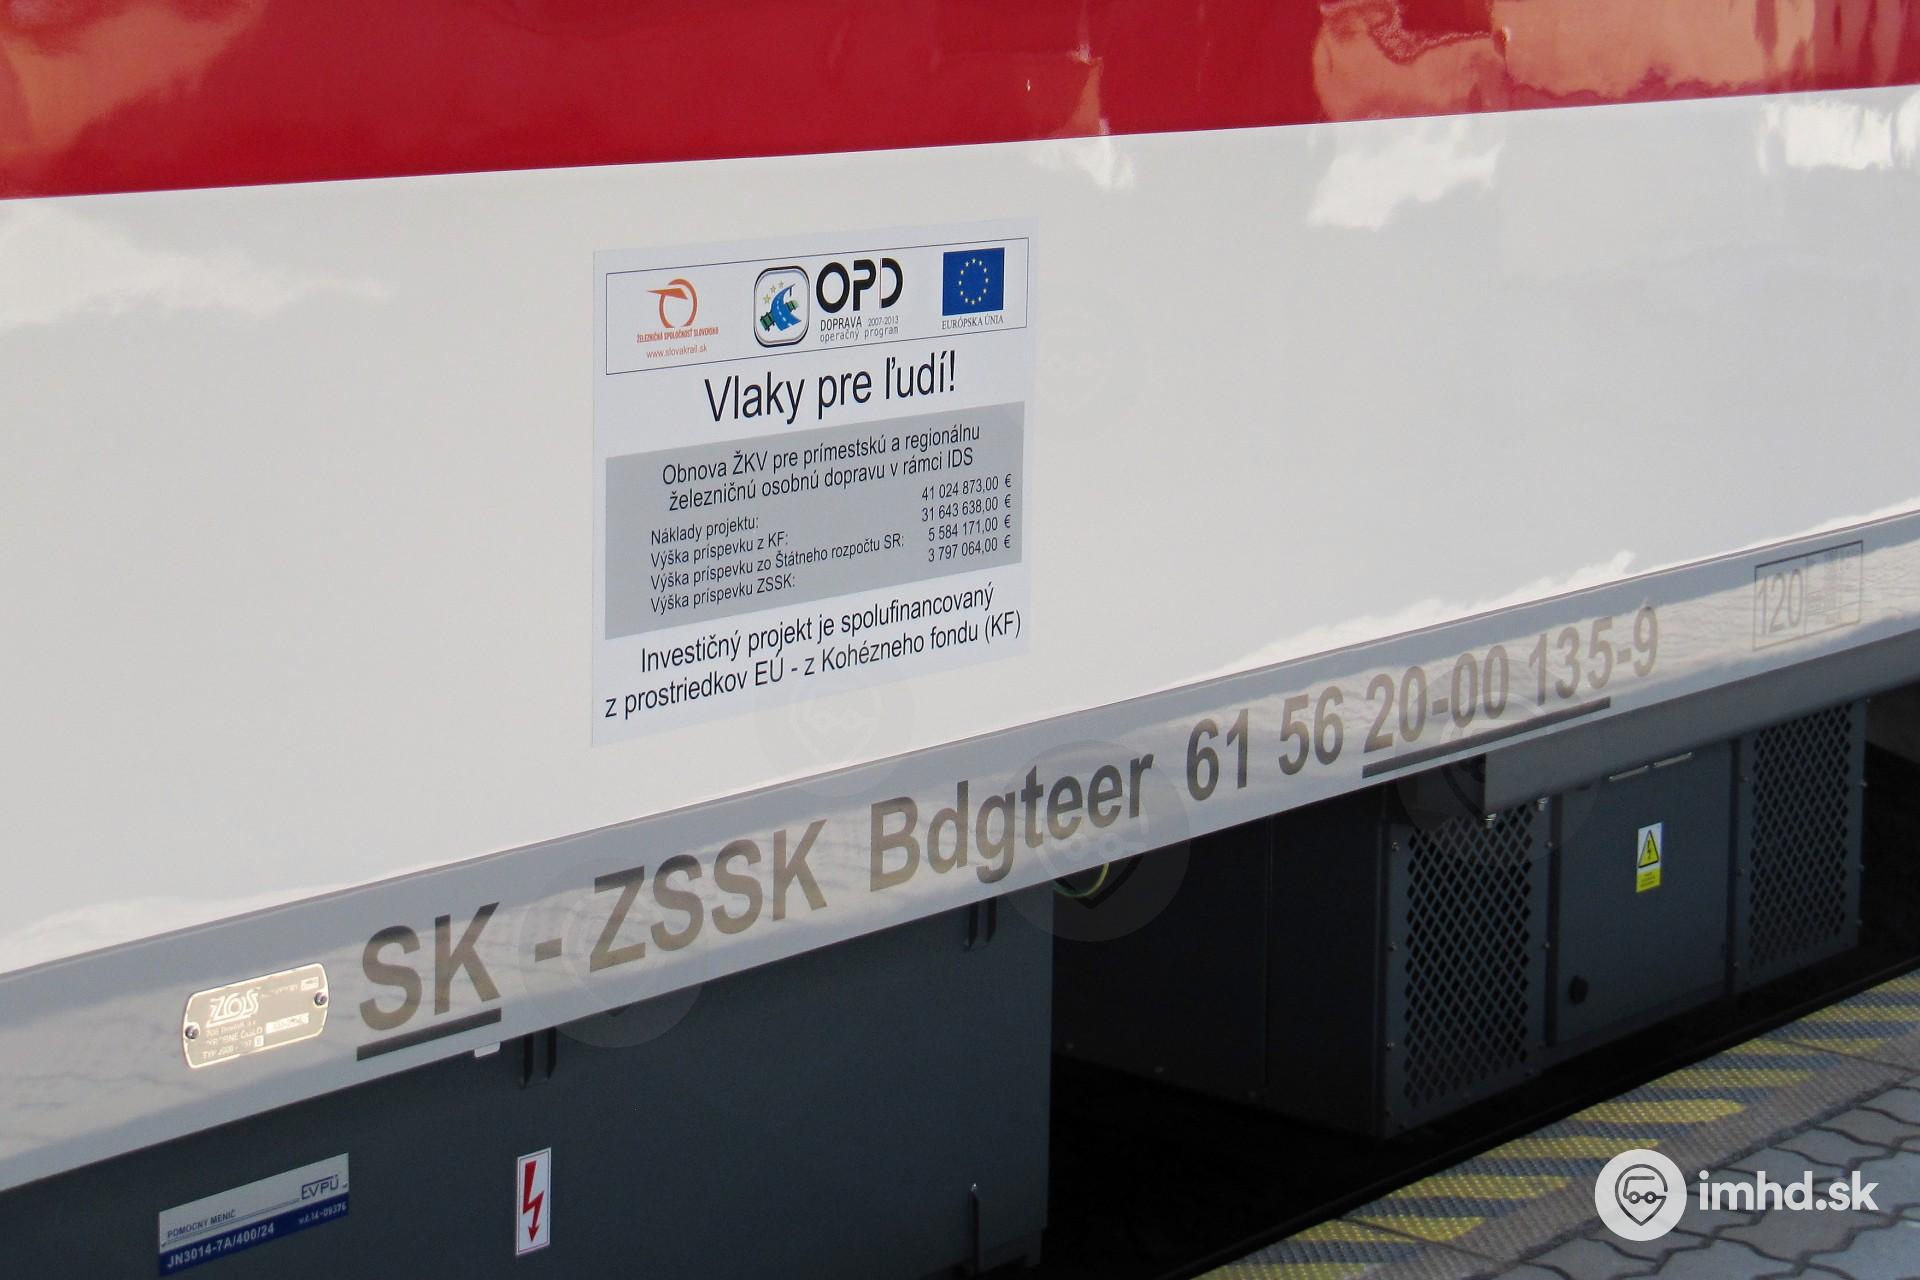 ŽELEZNIČNÁ SPOLOČNOSŤ SLOVENSKO
www.slovakrail.sk
OPD
DOPRAVA 2007-2013
operačný program
EURÓPSKA ÚNIA
Vlaky pre ľudí!
Obnova ŽKV pre prímestskú a regionálnu
železničnú osobnú dopravu v rámci IDS
Náklady projektu: 41 024 873,00 €
Výška príspevku z KF: 31 643 638,00 €
Výška príspevku zo Štátneho rozpočtu SR: 5 584 171,00 €
Výška príspevku ZSSK: 3 797 064,00 €
Investičný projekt je spolufinancovaný
z prostriedkov EÚ - z Kohézneho fondu (KF)
120
SK - ZSSK Bdgteer 61 56 20-00 135-9
ZOS
EVPÚ
POMOCNÝ MENIČ
v.č.14-09376
JN3014-7A/400/24
imhd.sk